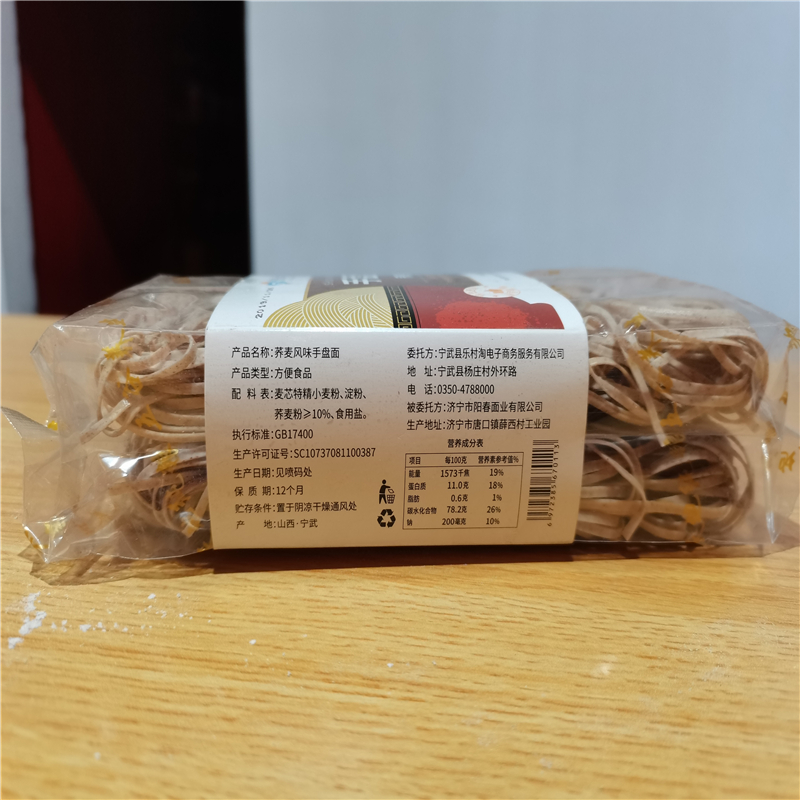 产品名称:荞麦风味手盘面
产品类型:方便食品
配 料 表:麦芯特精小麦粉、淀粉、
荞麦粉≥10%、食用盐。
执行标准:GB17400
生产许可证号:SC10737081100387
生产日期:见喷码处
保 质 期:12个月
贮存条件:置于阴凉干燥通风处
产 地:山西·宁武
委托方:宁武县乐村淘电子商务服务有限公司
地 址:宁武县杨庄村外环路
电 话:0350-4788000
被委托方:济宁市阳春面业有限公司
生产地址:济宁市唐口镇薛西村工业园
营养成分表
项目 每100克 营养素参考值%
能量 1573千焦 19%
蛋白质 11.0克 18%
脂肪 0.6克 1%
碳水化合物 78.2克 26%
钠 200毫克 10%